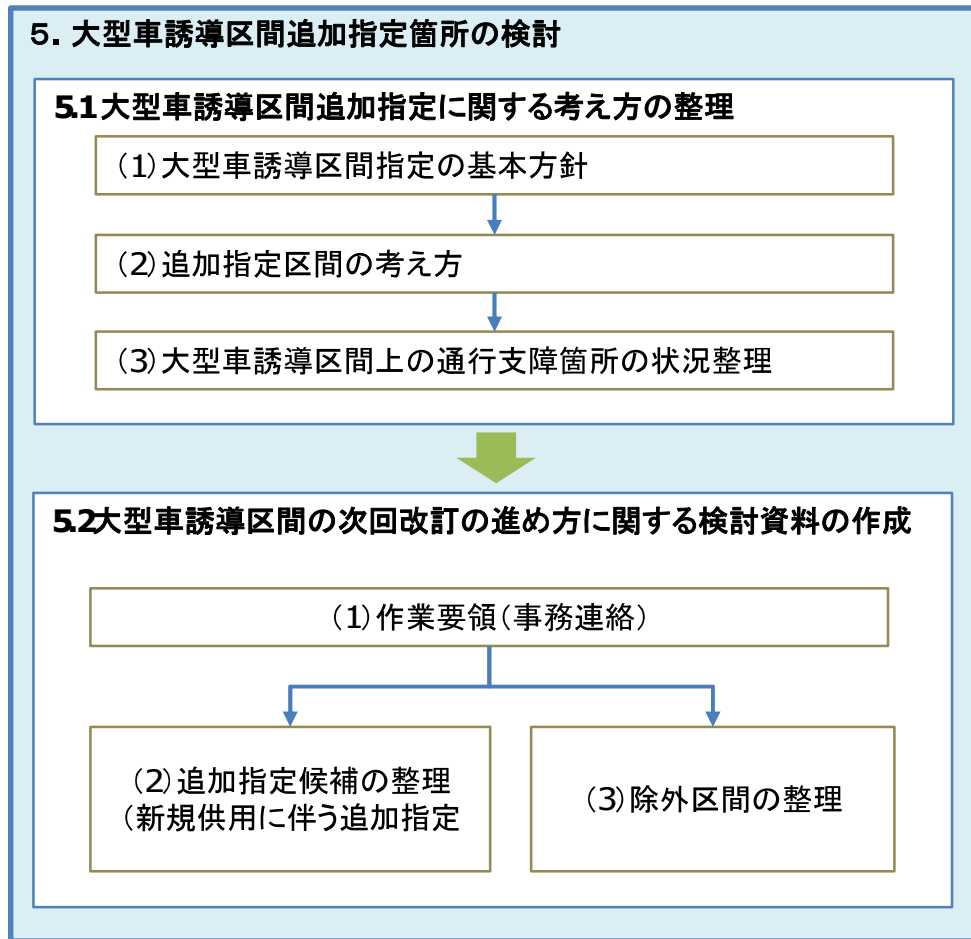 ５．大型車誘導区間追加指定箇所の検討
5.1大型車誘導区間追加指定に関する考え方の整理
（1）大型車誘導区間指定の基本方針
（2）追加指定区間の考え方
（3）大型車誘導区間上の通行支障箇所の状況整理
5.2大型車誘導区間の次回改訂の進め方に関する検討資料の作成
（1）作業要領（事務連絡）
（2）追加指定候補の整理
（新規供用に伴う追加指定
（3）除外区間の整理